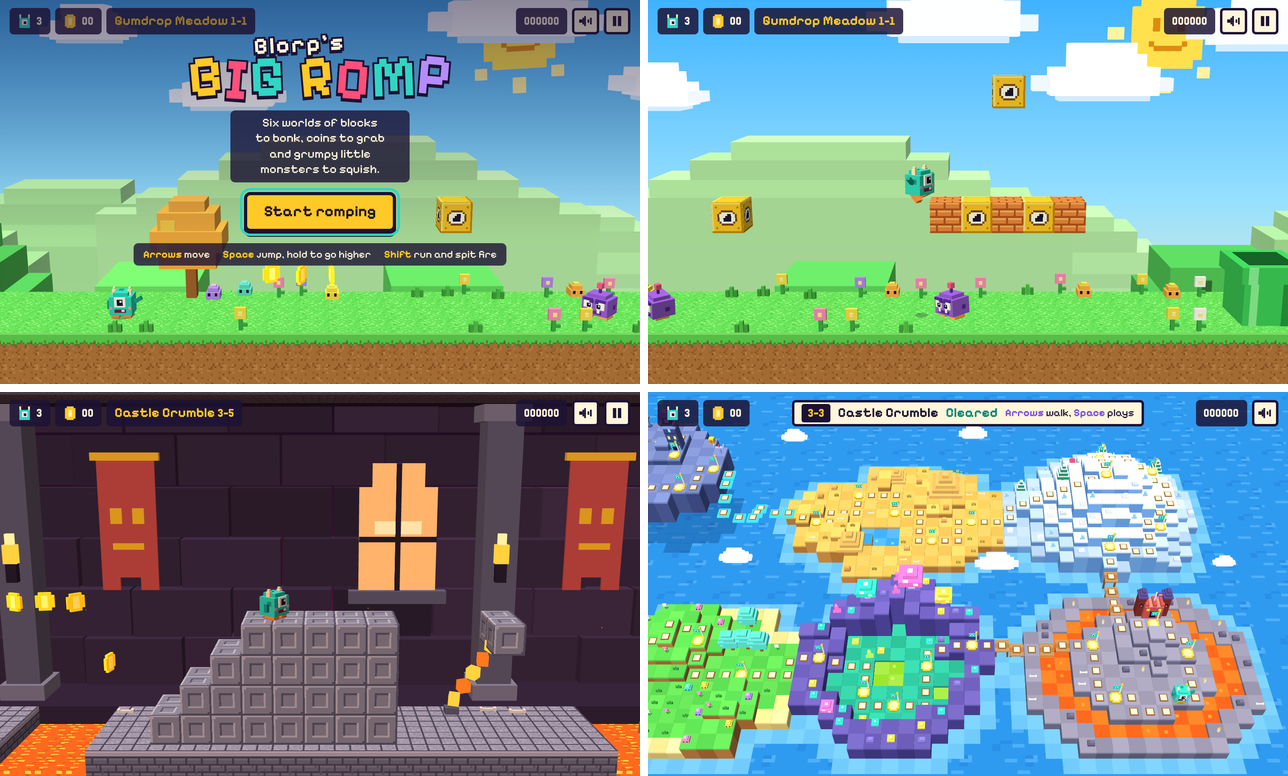 3
00
Gumdrop Meadow 1-1
000000
Blorp's
BIG ROMP
Six worlds of blocks
to bonk, coins to grab
and grumpy little
monsters to squish.
Start romping
Arrows move Space jump, hold to go higher Shift run and spit fire
3
00
Gumdrop Meadow 1-1
000000
3
00
Castle Crumble 3-5
000000
3
00
3-3 Castle Crumble Cleared Arrows walk, Space plays
000000